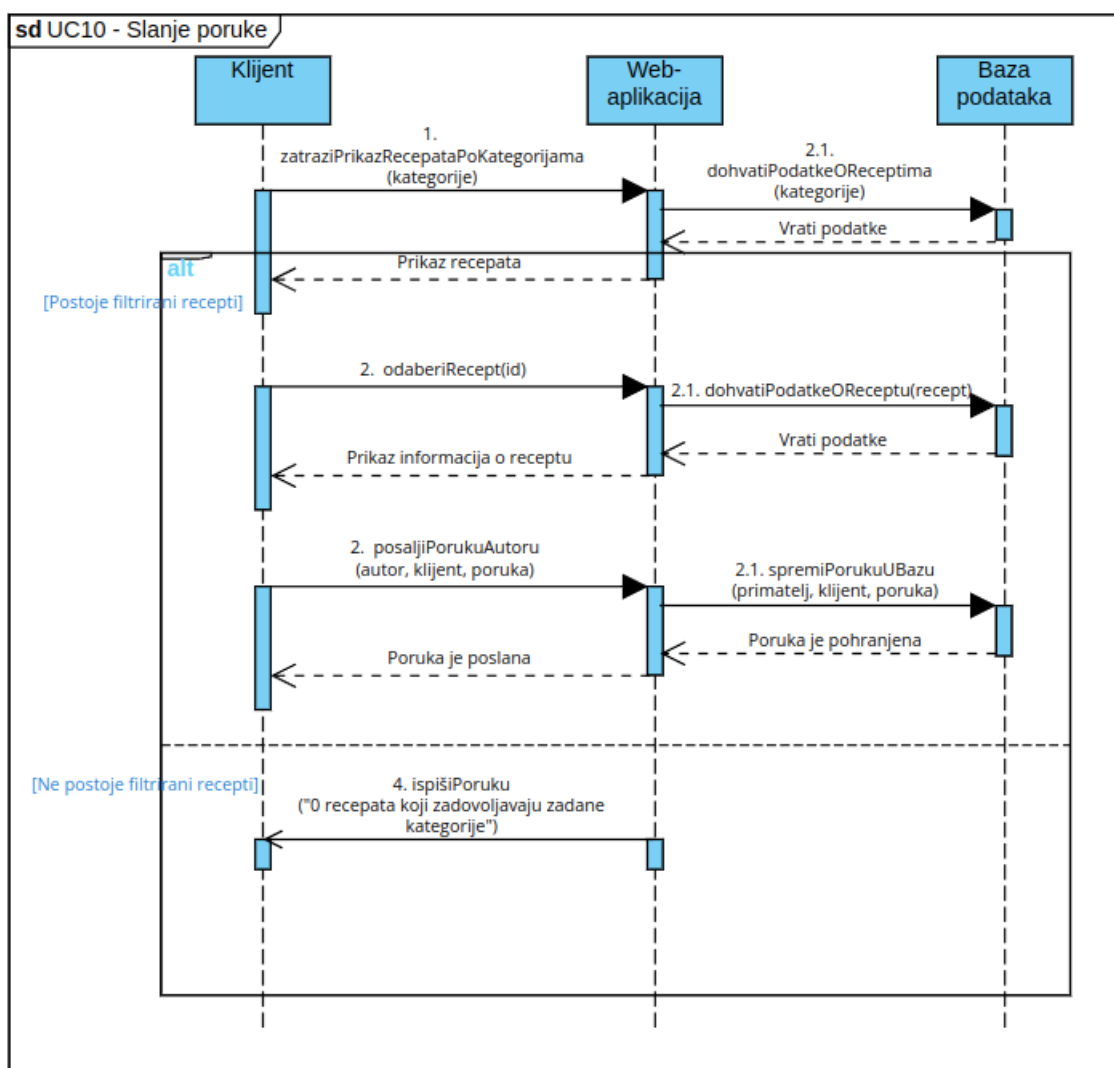 sd UC10 - Slanje poruke
Klijent
Web-
aplikacija
Baza
podataka
1.
zatraziPrikazRecepataPoKategorijama
(kategorije)
2.1.
dohvatiPodatkeOReceptima
(kategorije)
Vrati podatke
alt
Prikaz recepata
[Postoje filtrirani recepti]
2. odaberiRecept(id)
2.1. dohvatiPodatkeOReceptu(recept)
Vrati podatke
Prikaz informacija o receptu
2. posaljiPorukuAutoru
(autor, klijent, poruka)
2.1. spremiPorukuUBazu
(primatelj, klijent, poruka)
Poruka je pohranjena
Poruka je poslana
[Ne postoje filtrirani recepti]
4. ispišiPoruku
("0 recepata koji zadovoljavaju zadane
kategorije")